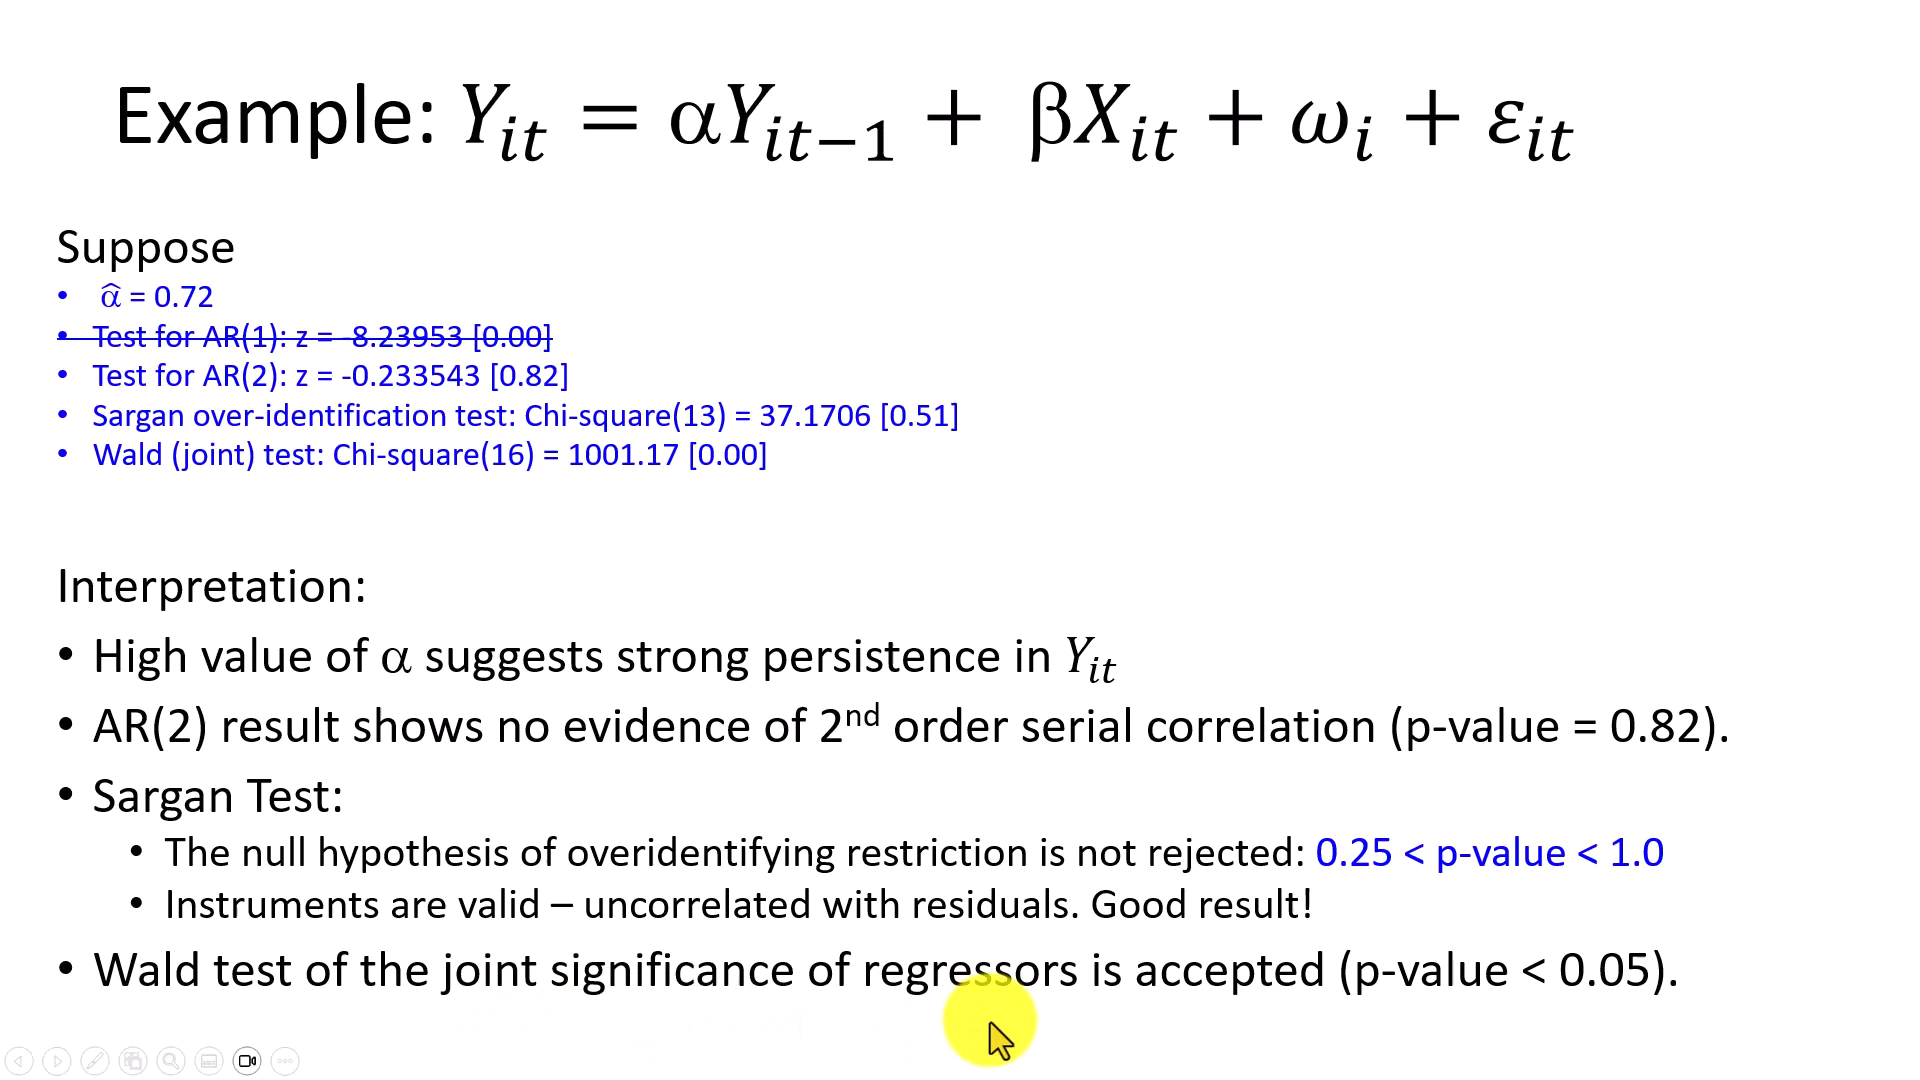 Example: Yit = αYit−1 + βXit + ωi + εit
Suppose
• α̂ = 0.72
• Test for AR(1): z = -8.23953 [0.00]
• Test for AR(2): z = -0.233543 [0.82]
• Sargan over-identification test: Chi-square(13) = 37.1706 [0.51]
• Wald (joint) test: Chi-square(16) = 1001.17 [0.00]
Interpretation:
• High value of α suggests strong persistence in Yit
• AR(2) result shows no evidence of 2nd order serial correlation (p-value = 0.82).
• Sargan Test:
• The null hypothesis of overidentifying restriction is not rejected: 0.25 < p-value < 1.0
• Instruments are valid – uncorrelated with residuals. Good result!
• Wald test of the joint significance of regressors is accepted (p-value < 0.05).